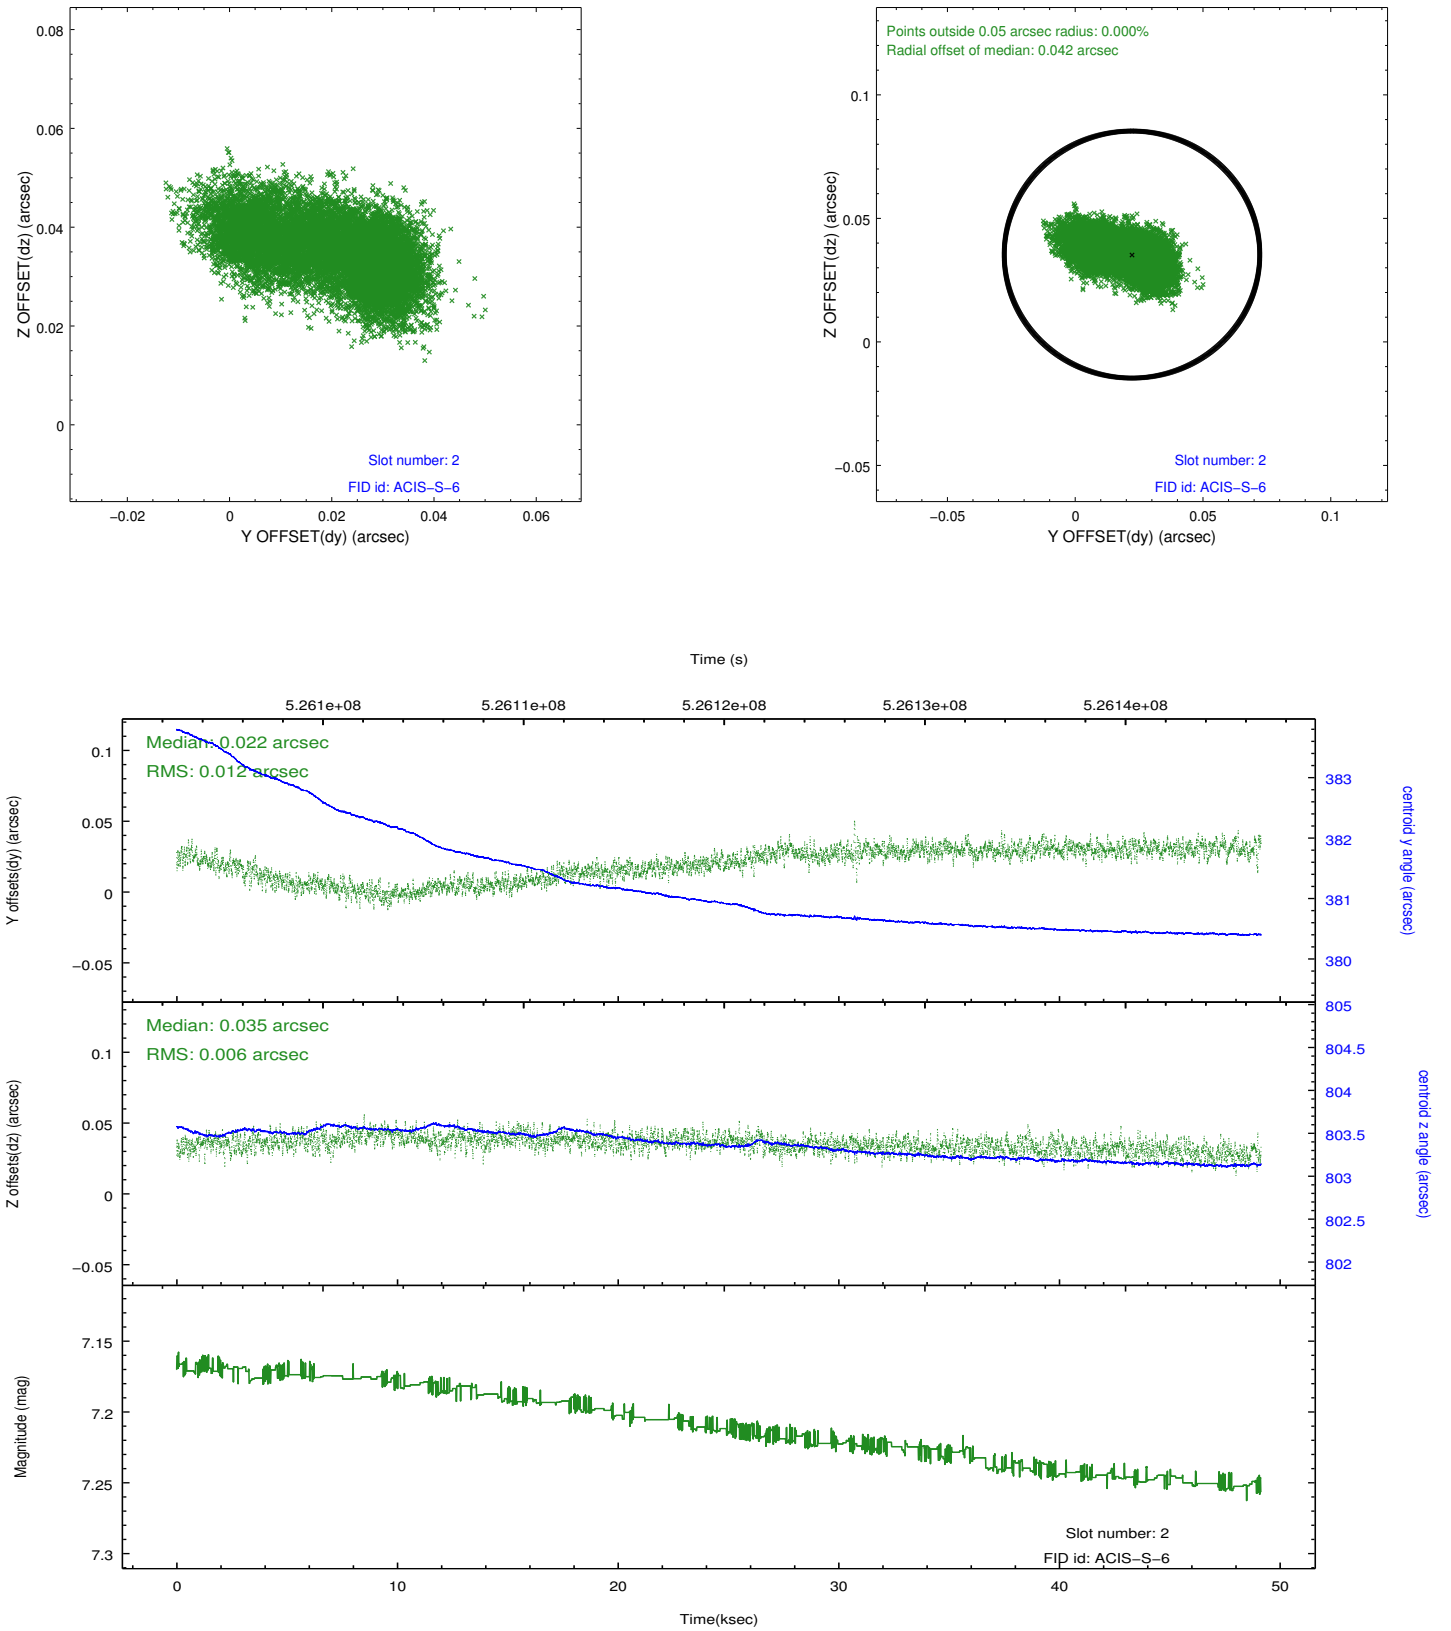 0.08
0.06
0.04
0.02
0
Z OFFSET(dz) (arcsec)
Slot number: 2
FID id: ACIS−S−6
−0.02
0
0.02
0.04
0.06
Y OFFSET(dy) (arcsec)
Points outside 0.05 arcsec radius: 0.000%
Radial offset of median: 0.042 arcsec
0.1
0.05
0
−0.05
Z OFFSET(dz) (arcsec)
Slot number: 2
FID id: ACIS−S−6
−0.05
0
0.05
0.1
Y OFFSET(dy) (arcsec)
Time (s)
5.261e+08
5.2611e+08
5.2612e+08
5.2613e+08
5.2614e+08
Median: 0.022 arcsec
RMS: 0.012 arcsec
0.1
0.05
0
−0.05
Y offsets(dy) (arcsec)
383
382
381
380
centroid y angle (arcsec)
Median: 0.035 arcsec
RMS: 0.006 arcsec
0.1
0.05
0
−0.05
Z offsets(dz) (arcsec)
805
804.5
804
803.5
803
802.5
802
centroid z angle (arcsec)
7.15
7.2
7.25
7.3
Magnitude (mag)
Slot number: 2
FID id: ACIS−S−6
0
10
20
30
40
50
Time(ksec)